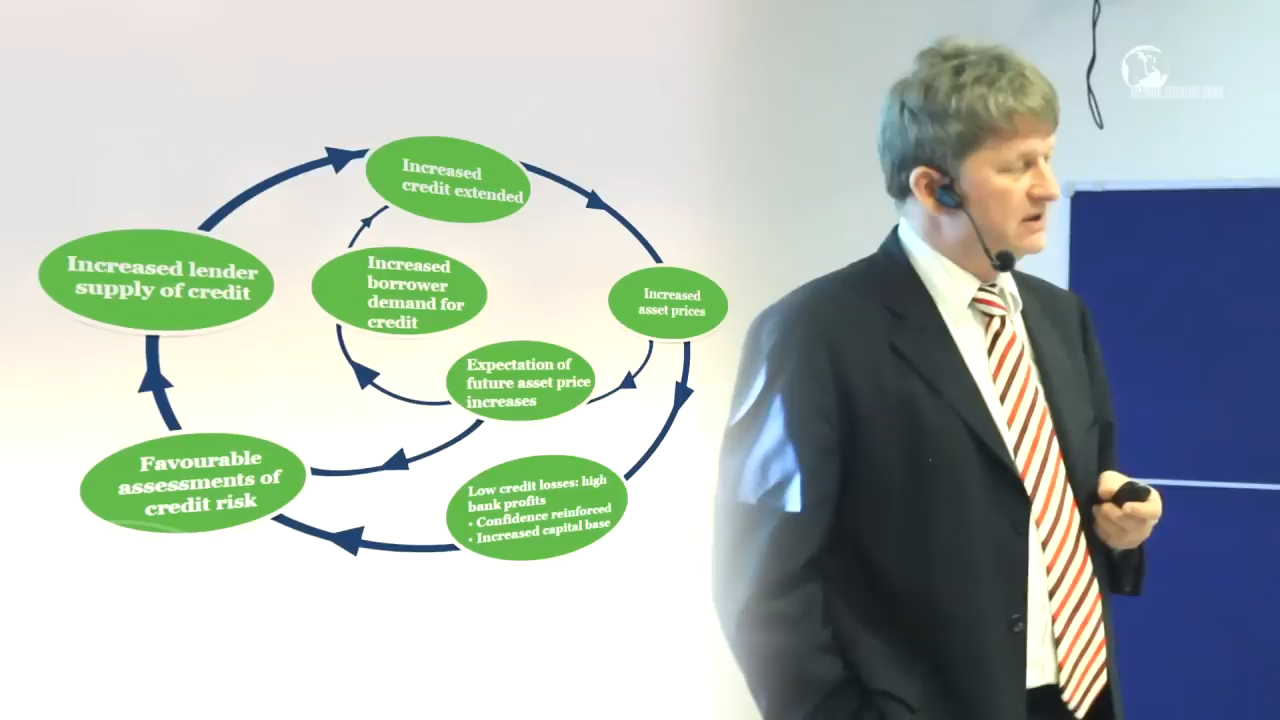 Increased
credit extended
Increased lender
supply of credit
Increased
borrower
demand for
credit
Increased
asset prices
Expectation of
future asset price
increases
Favourable
assessments of
credit risk
Low credit losses: high
bank profits
• Confidence reinforced
• Increased capital base